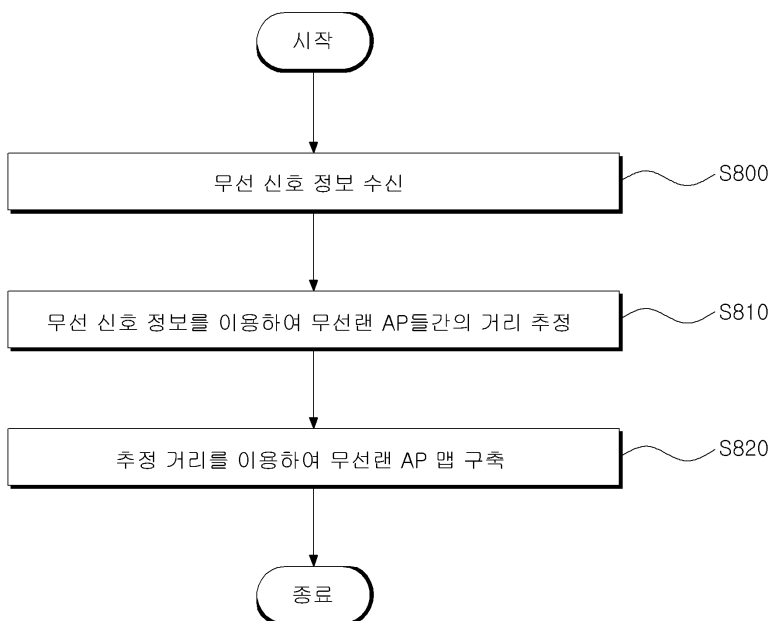 시작
무선 신호 정보 수신
S800
무선 신호 정보를 이용하여 무선랜 AP들간의 거리 추정
S810
추정 거리를 이용하여 무선랜 AP 맵 구축
S820
종료